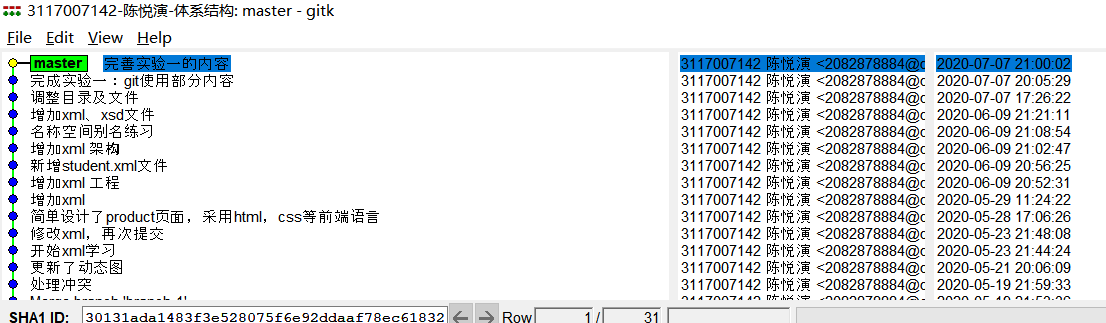 3117007142-陈悦演-体系结构: master - gitk
File Edit View Help
master 完善实验一的内容 3117007142 陈悦演 <2082878884@c 2020-07-07 21:00:02
完成实验一：git使用部分内容 3117007142 陈悦演 <2082878884@c 2020-07-07 20:05:29
调整目录及文件 3117007142 陈悦演 <2082878884@c 2020-07-07 17:26:22
增加xml、xsd文件 3117007142 陈悦演 <2082878884@c 2020-06-09 21:21:11
名称空间别名练习 3117007142 陈悦演 <2082878884@c 2020-06-09 21:08:54
增加xml 架构 3117007142 陈悦演 <2082878884@c 2020-06-09 21:02:47
新增student.xml文件 3117007142 陈悦演 <2082878884@c 2020-06-09 20:56:25
增加xml 工程 3117007142 陈悦演 <2082878884@c 2020-06-09 20:52:31
增加xml 3117007142 陈悦演 <2082878884@c 2020-05-29 11:24:22
简单设计了product页面，采用html，css等前端语言 3117007142 陈悦演 <2082878884@c 2020-05-28 17:06:26
修改xml，再次提交 3117007142 陈悦演 <2082878884@c 2020-05-23 21:48:08
开始xml学习 3117007142 陈悦演 <2082878884@c 2020-05-23 21:44:24
更新了动态图 3117007142 陈悦演 <2082878884@c 2020-05-21 20:06:09
处理冲突 3117007142 陈悦演 <2082878884@c 2020-05-19 21:59:33
SHA1 ID: 30131ada1483f3e528075f6e92ddaaf78ec61832 Row 1 / 31